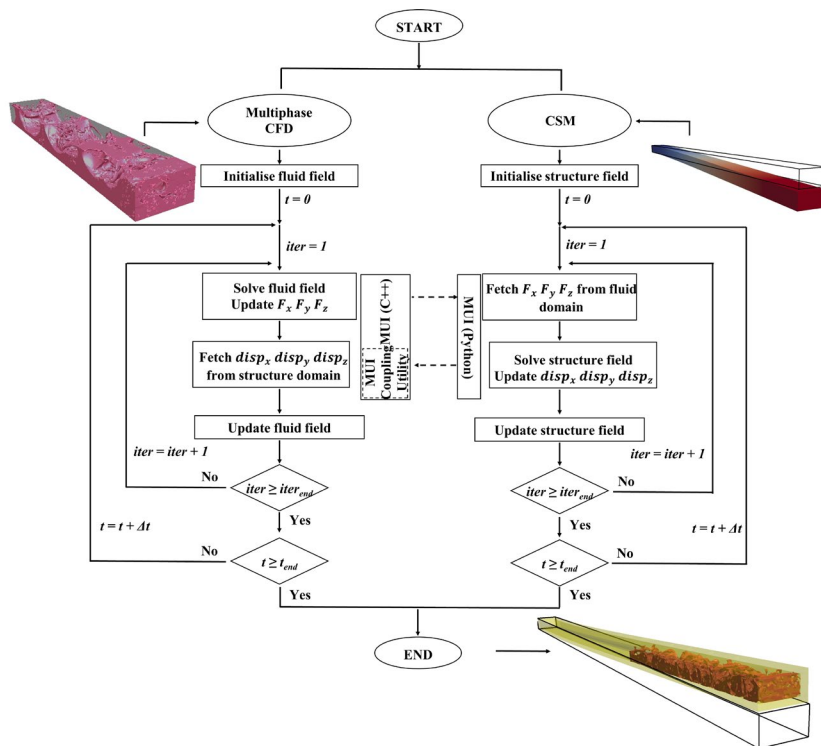 START
Multiphase
CFD
CSM
Initialise fluid field
Initialise structure field
t = 0
t = 0
iter = 1
iter = 1
Solve fluid field
Update F_x F_y F_z
MUI (C++)
MUI
Coupling
Utility
MUI (Python)
Fetch F_x F_y F_z from fluid
domain
Fetch disp_x disp_y disp_z
from structure domain
Solve structure field
Update disp_x disp_y disp_z
Update fluid field
Update structure field
iter = iter + 1
iter = iter + 1
No
iter ≥ iter_end
iter ≥ iter_end
No
Yes
Yes
t = t + Δt
t = t + Δt
No
t ≥ t_end
t ≥ t_end
No
Yes
Yes
END